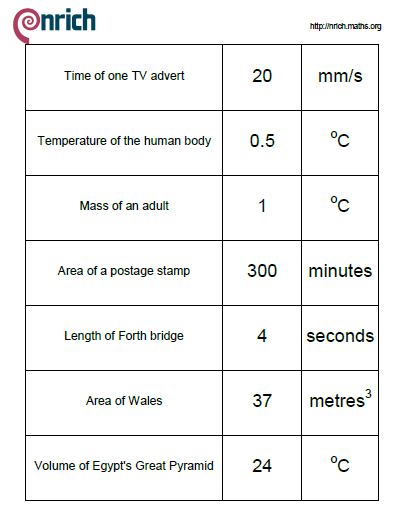 nrich http://nrich.maths.org
Time of one TV advert 20 mm/s
Temperature of the human body 0.5 °C
Mass of an adult 1 °C
Area of a postage stamp 300 minutes
Length of Forth bridge 4 seconds
Area of Wales 37 metres³
Volume of Egypt's Great Pyramid 24 °C